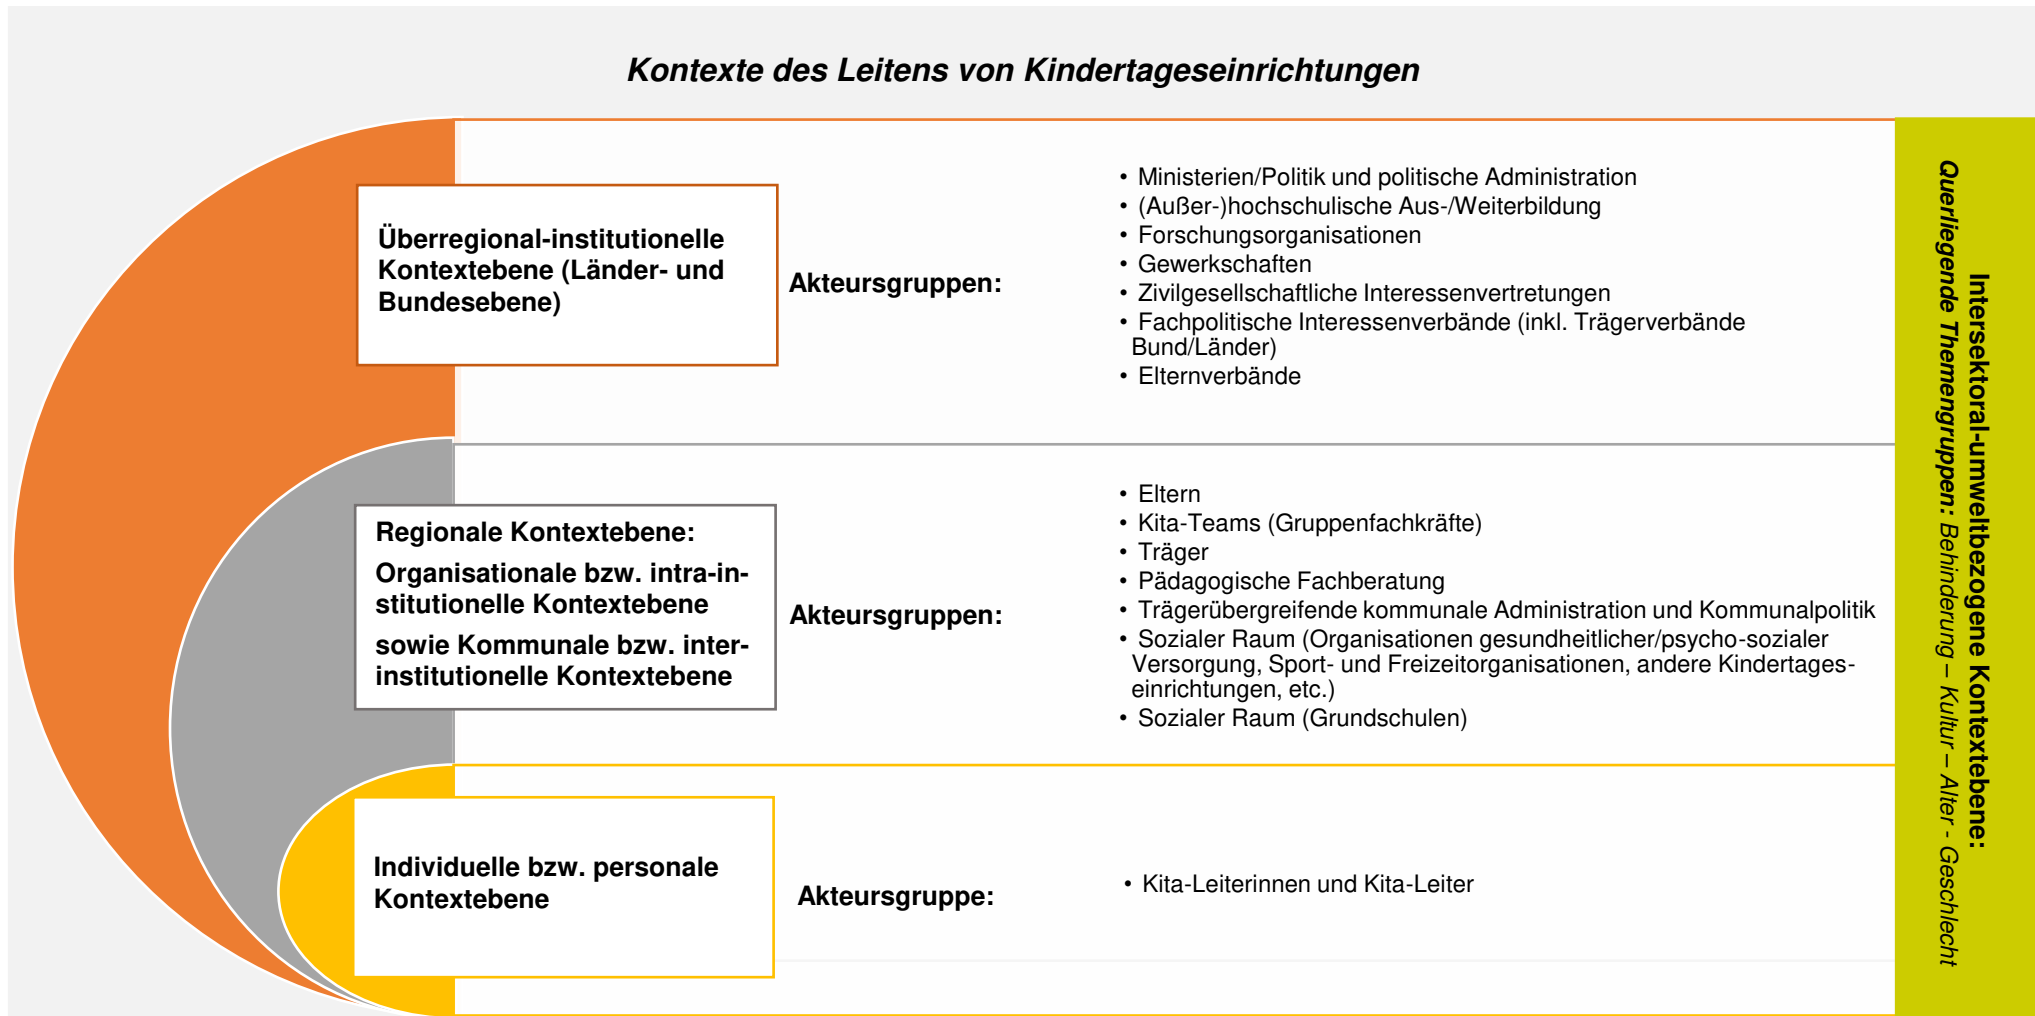 Kontexte des Leitens von Kindertageseinrichtungen
Überregional-institutionelle
Kontextebene (Länder- und
Bundesebene)
Akteursgruppen:
• Ministerien/Politik und politische Administration
• (Außer-)hochschulische Aus-/Weiterbildung
• Forschungsorganisationen
• Gewerkschaften
• Zivilgesellschaftliche Interessenvertretungen
• Fachpolitische Interessenverbände (inkl. Trägerverbände
Bund/Länder)
• Elternverbände
Regionale Kontextebene:
Organisationale bzw. intra-in-
stitutionelle Kontextebene
sowie Kommunale bzw. inter-
institutionelle Kontextebene
Akteursgruppen:
• Eltern
• Kita-Teams (Gruppenfachkräfte)
• Träger
• Pädagogische Fachberatung
• Trägerübergreifende kommunale Administration und Kommunalpolitik
• Sozialer Raum (Organisationen gesundheitlicher/psycho-sozialer
Versorgung, Sport- und Freizeitorganisationen, andere Kindertages-
einrichtungen, etc.)
• Sozialer Raum (Grundschulen)
Individuelle bzw. personale
Kontextebene
Akteursgruppe:
• Kita-Leiterinnen und Kita-Leiter
Intersektoral-umweltbezogene Kontextebene:
Querliegende Themengruppen: Behinderung – Kultur – Alter - Geschlecht